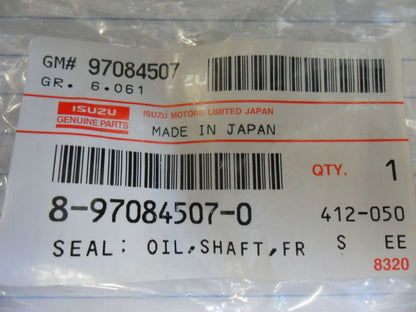 GM# 97084507
GR. 6.061
ISUZU
GENUINE PARTS
ISUZU MOTORS LIMITED JAPAN
MADE IN JAPAN
QTY. 1
8-97084507-0 412-050
SEAL: OIL,SHAFT,FR S EE
8320